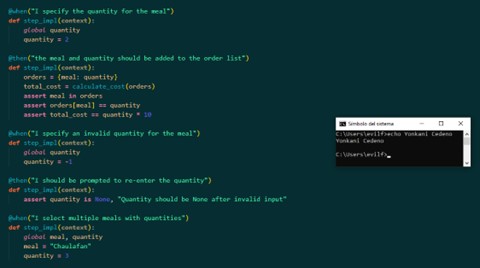 @when("I specify the quantity for the meal")
def step_impl(context):
    global quantity
    quantity = 2
@then("the meal and quantity should be added to the order list")
def step_impl(context):
    orders = {meal: quantity}
    total_cost = calculate_cost(orders)
    assert meal in orders
    assert orders[meal] == quantity
    assert total_cost == quantity * 10
@when("I specify an invalid quantity for the meal")
def step_impl(context):
    global quantity
    quantity = -1
@then("I should be prompted to re-enter the quantity")
def step_impl(context):
    assert quantity is None, "Quantity should be None after invalid input"
@when("I select multiple meals with quantities")
def step_impl(context):
    global meal, quantity
    meal = "Chaulafan"
    quantity = 3
Símbolo del sistema
C:\Users\evilf>echo Yonkani Cedeno
Yonkani Cedeno
C:\Users\evilf>